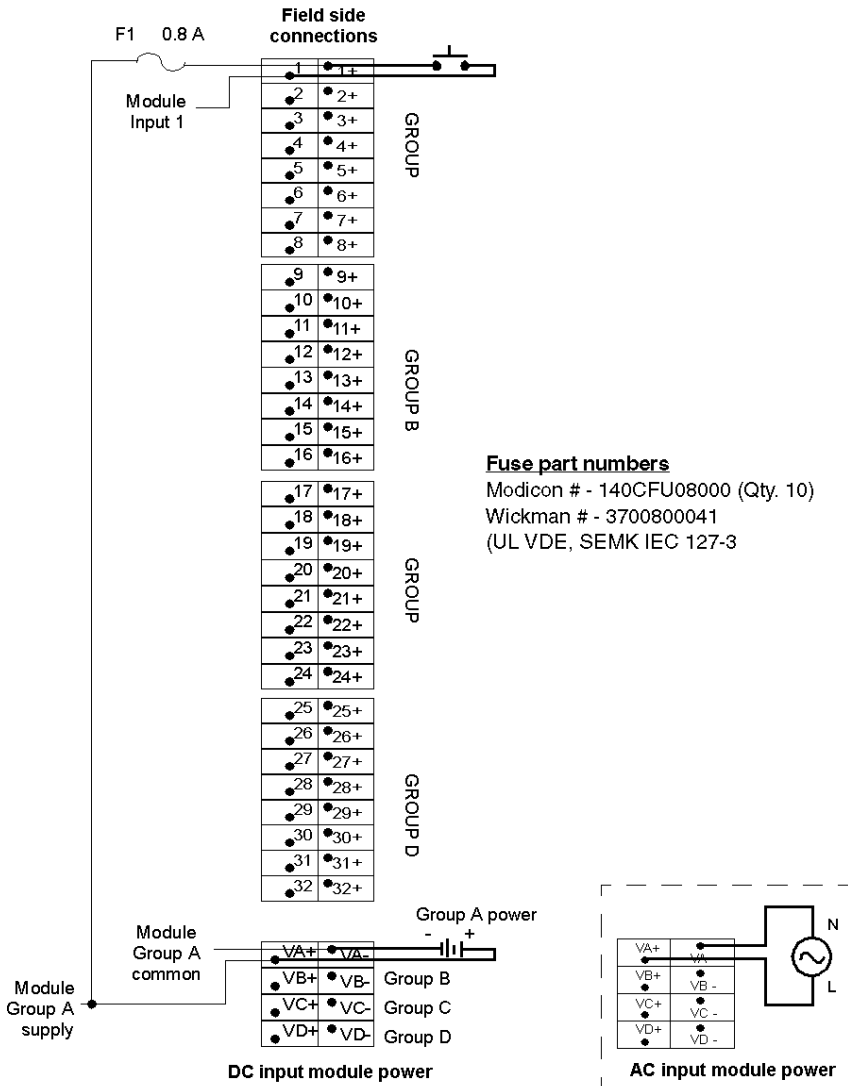 Field side
connections
F1 0.8 A
1 1+
Module
Input 1
2 2+
3 3+
4 4+
5 5+
6 6+
7 7+
8 8+
GROUP
9 9+
10 10+
11 11+
12 12+
13 13+
14 14+
15 15+
16 16+
GROUP B
Fuse part numbers
Modicon # - 140CFU08000 (Qty. 10)
Wickman # - 3700800041
(UL VDE, SEMK IEC 127-3
17 17+
18 18+
19 19+
20 20+
21 21+
22 22+
23 23+
24 24+
GROUP
25 25+
26 26+
27 27+
28 28+
29 29+
30 30+
31 31+
32 32+
GROUP D
Module
Group A
common
Group A power
- +
VA+ VA-
VB+ VB- Group B
VC+ VC- Group C
VD+ VD- Group D
Module
Group A
supply
DC input module power
N
L
VA+ VA
VB+ VB -
VC+ VC -
VD+ VD -
AC input module power